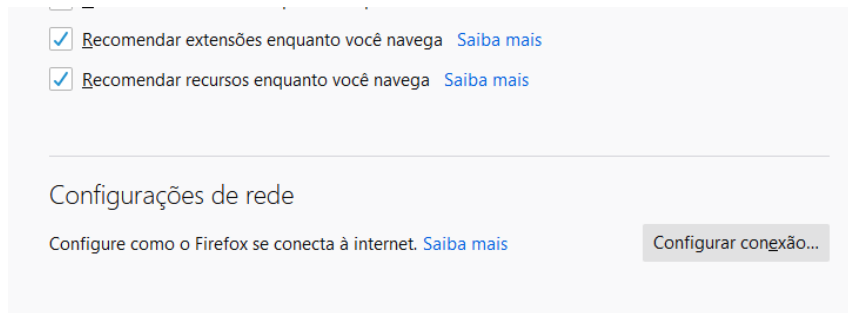 Recomendar extensões enquanto você navega Saiba mais
Recomendar recursos enquanto você navega Saiba mais
Configurações de rede
Configure como o Firefox se conecta à internet. Saiba mais
Configurar conexão...